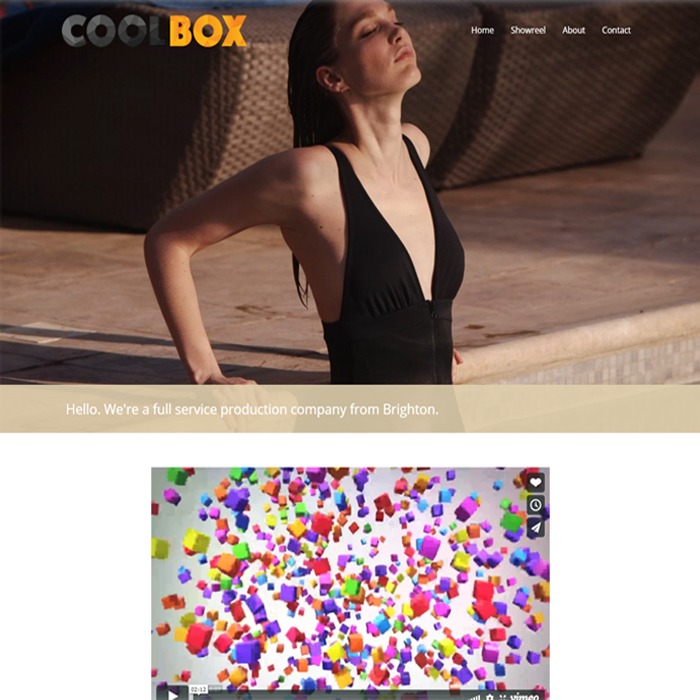 COOLBOX
Home Showreel About Contact
Hello. We're a full service production company from Brighton.
02:12
vimeo